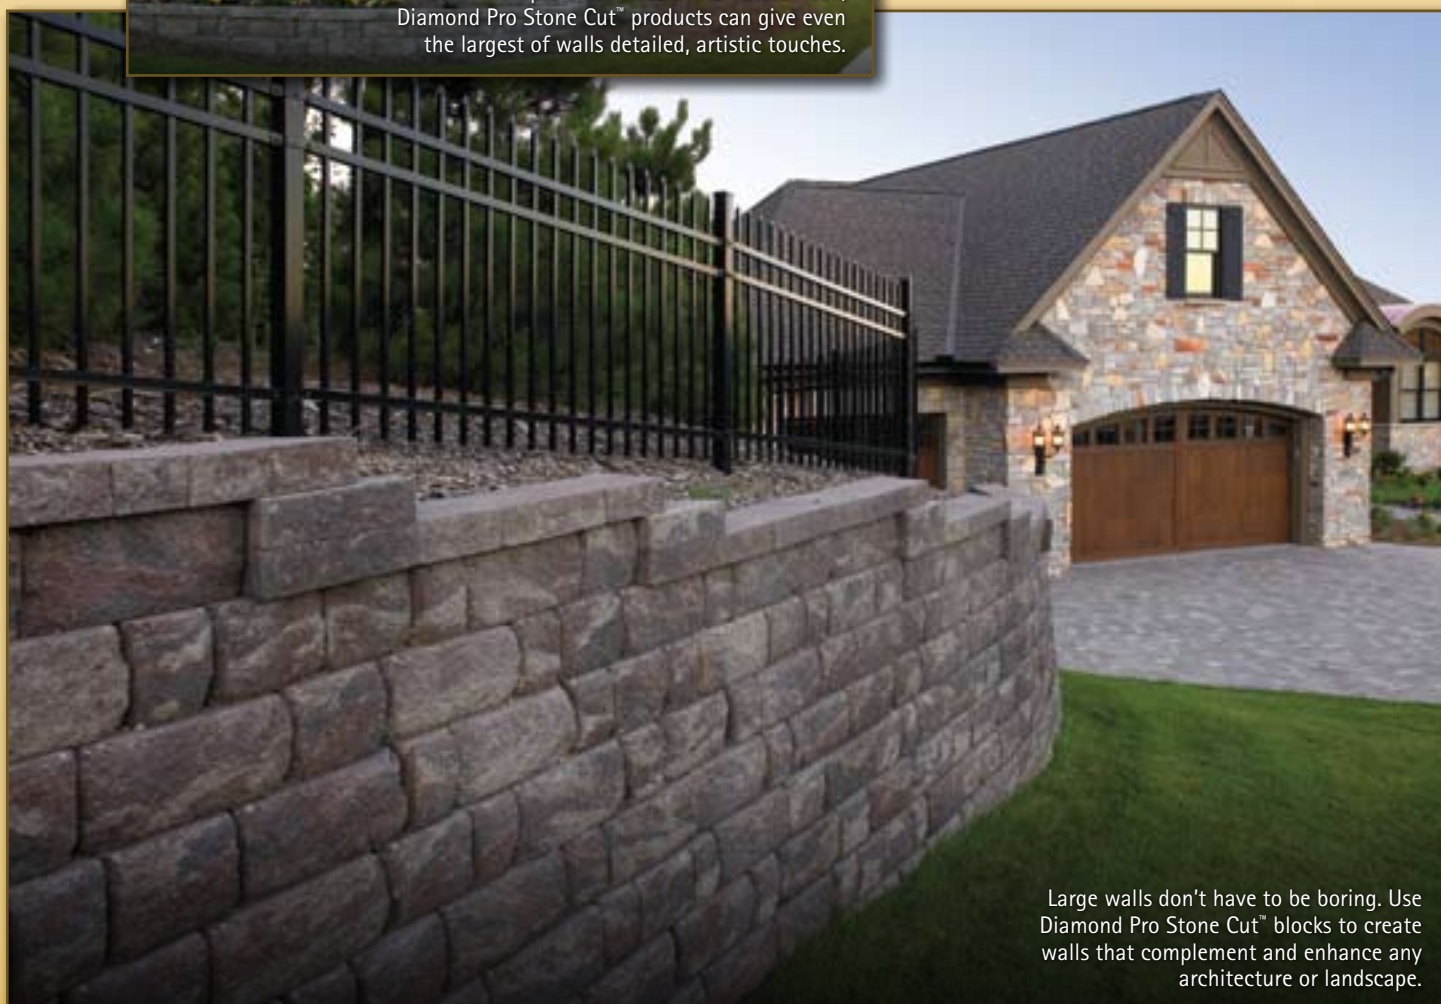 Diamond Pro Stone Cut™ products can give even
the largest of walls detailed, artistic touches.
Large walls don't have to be boring. Use
Diamond Pro Stone Cut™ blocks to create
walls that complement and enhance any
architecture or landscape.